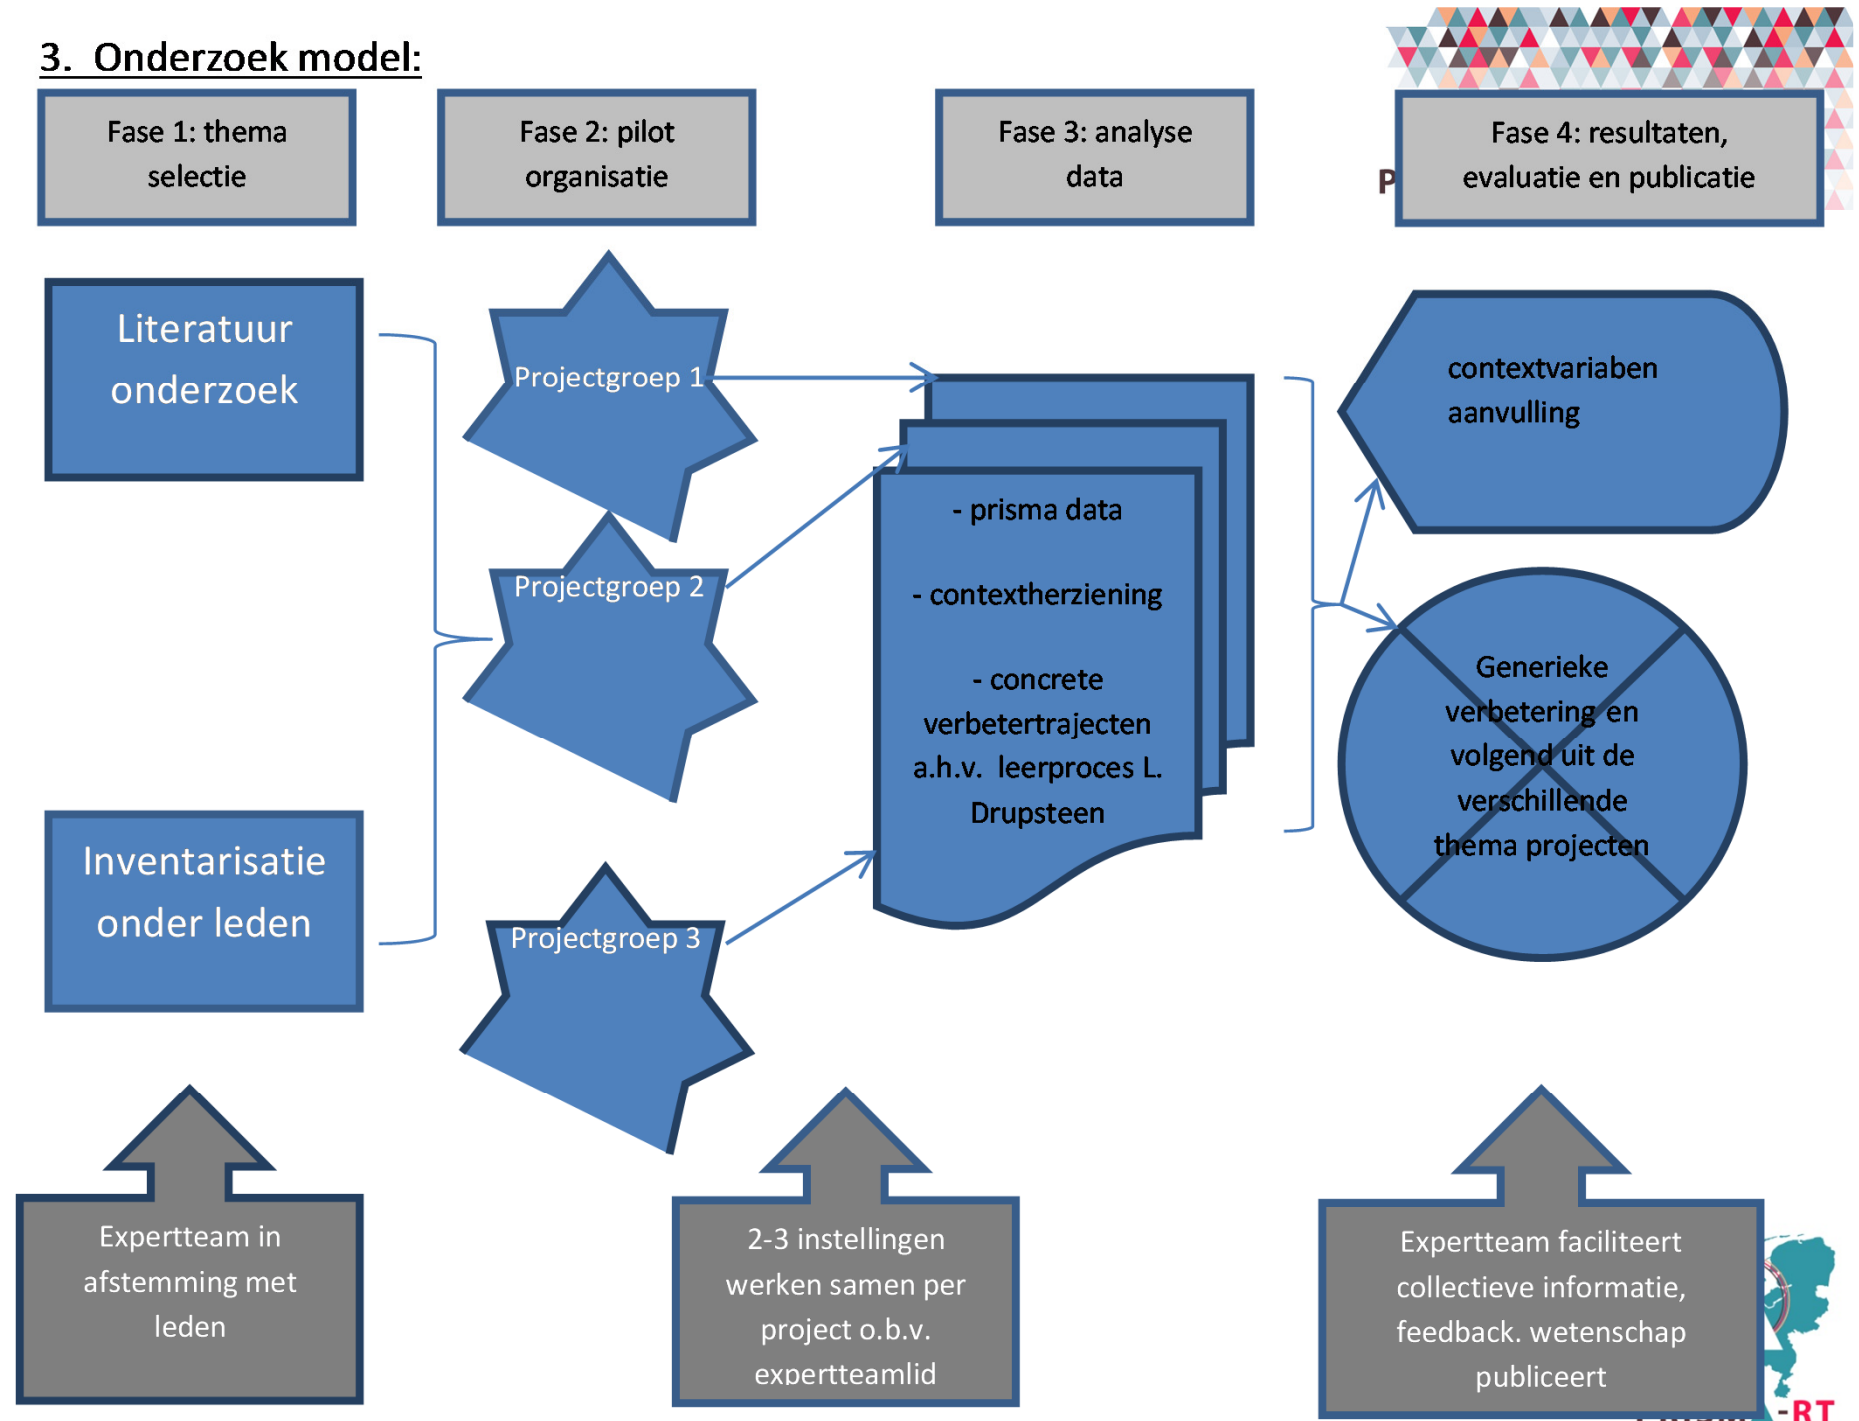 3. Onderzoek model:
Fase 1: thema
selectie
Fase 2: pilot
organisatie
Fase 3: analyse
data
Fase 4: resultaten,
evaluatie en publicatie
P
Literatuur
onderzoek
Inventarisatie
onder leden
Projectgroep 1
Projectgroep 2
Projectgroep 3
- prisma data
- contextherziening
- concrete
verbetertrajecten
a.h.v. leerproces L.
Drupsteen
contextvariaben
aanvulling
Generieke
verbetering en
volgend uit de
verschillende
thema projecten
Expertteam in
afstemming met
leden
2-3 instellingen
werken samen per
project o.b.v.
expertteamlid
Expertteam faciliteert
collectieve informatie,
feedback. wetenschap
publiceert
-RT